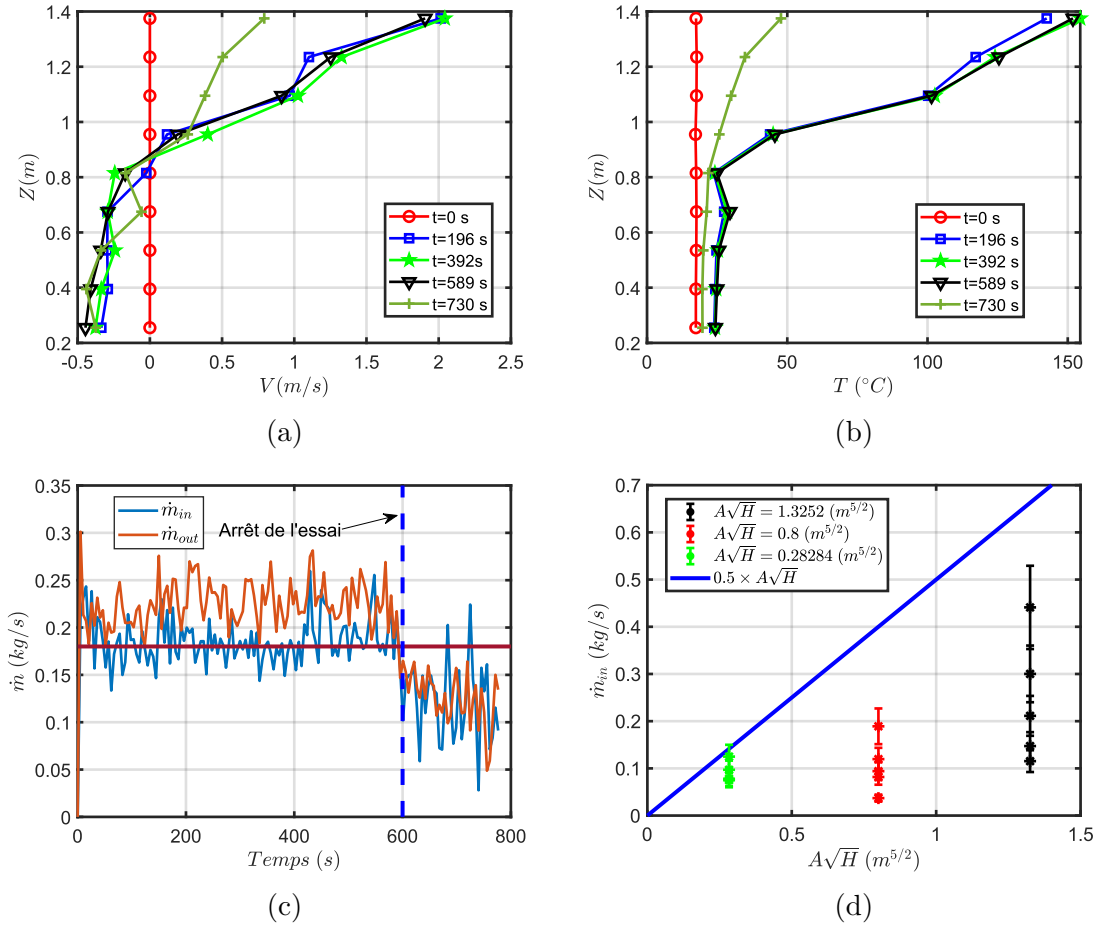 1.4
1.2
1
0.8
0.6
0.4
0.2
Z(m)
t=0 s
t=196 s
t=392s
t=589 s
t=730 s
-0.5 0 0.5 1 1.5 2 2.5
V(m/s)
(a)
1.4
1.2
1
0.8
0.6
0.4
0.2
Z(m)
t=0 s
t=196 s
t=392 s
t=589 s
t=730 s
0 50 100 150
T (°C)
(b)
0.35
0.3
0.25
0.2
0.15
0.1
0.05
0
ṁ (kg/s)
ṁ_in
ṁ_out
Arrêt de l'essai
0 200 400 600 800
Temps (s)
(c)
0.7
0.6
0.5
0.4
0.3
0.2
0.1
0
ṁ_in (kg/s)
A√H = 1.3252 (m^5/2)
A√H = 0.8 (m^5/2)
A√H = 0.28284 (m^5/2)
0.5 × A√H
0 0.5 1 1.5
A√H (m^5/2)
(d)